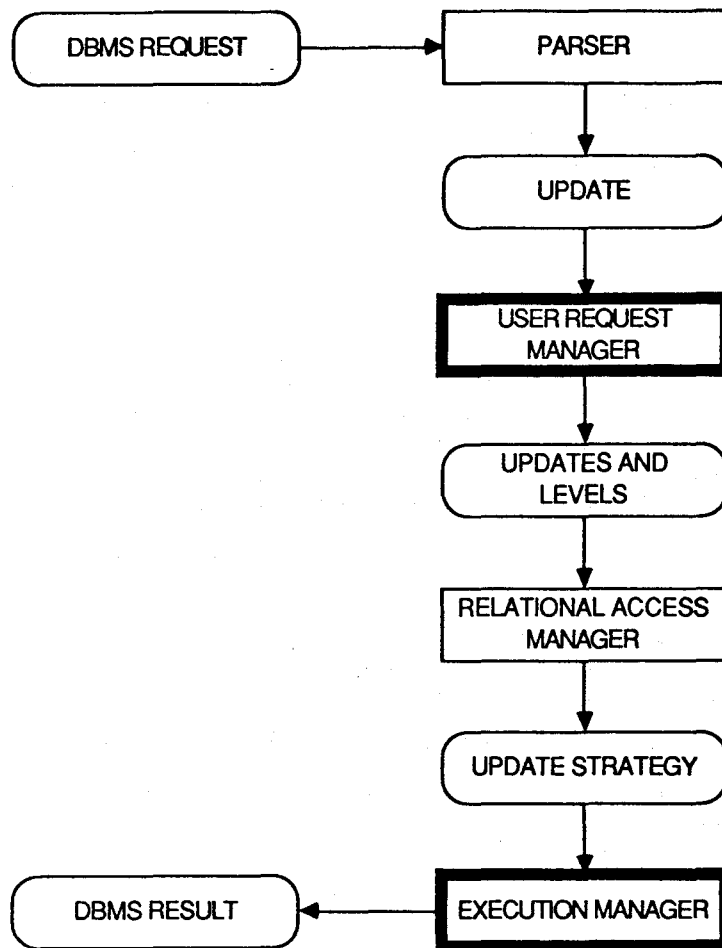 DBMS REQUEST
PARSER
UPDATE
USER REQUEST
MANAGER
UPDATES AND
LEVELS
RELATIONAL ACCESS
MANAGER
UPDATE STRATEGY
DBMS RESULT
EXECUTION MANAGER